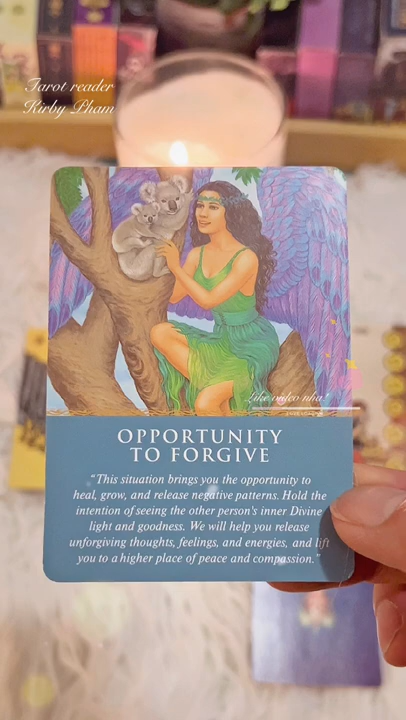 Tarot reader
Kirby Pham
Like video nha!
OPPORTUNITY
TO FORGIVE
“This situation brings you the opportunity to
heal, grow, and release negative patterns. Hold the
intention of seeing the other person's inner Divine
light and goodness. We will help you release
unforgiving thoughts, feelings, and energies, and lift
you to a higher place of peace and compassion.”